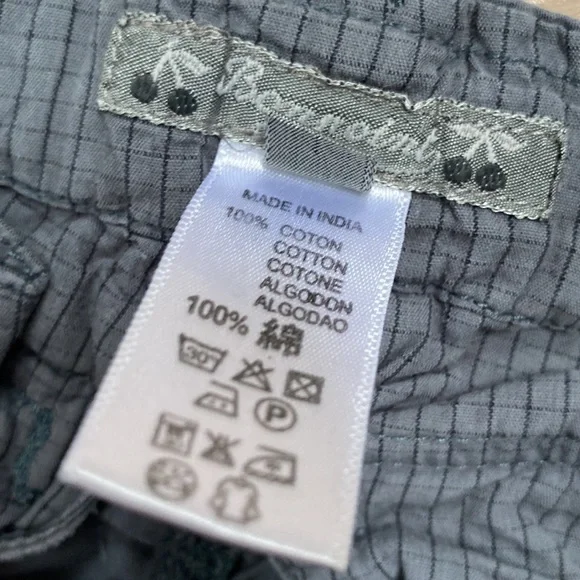 Bonpoint
MADE IN INDIA
100% COTON
COTTON
COTONE
ALGODON
ALGODAO
100% 綿
30°
P